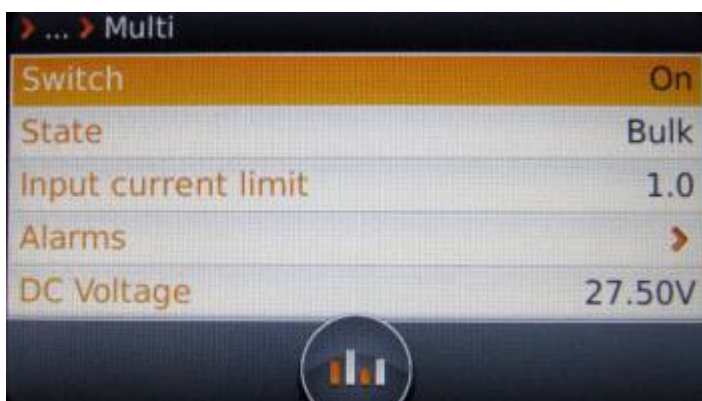 > ... > Multi
Switch On
State Bulk
Input current limit 1.0
Alarms >
DC Voltage 27.50V